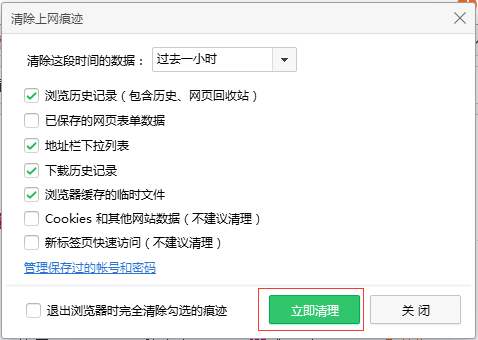 清除上网痕迹
清除这段时间的数据： 过去一小时
浏览历史记录（包含历史、网页回收站）
已保存的网页表单数据
地址栏下拉列表
下载历史记录
浏览器缓存的临时文件
Cookies 和其他网站数据（不建议清理）
新标签页快速访问（不建议清理）
管理保存过的帐号和密码
退出浏览器时完全清除勾选的痕迹 立即清理 关 闭